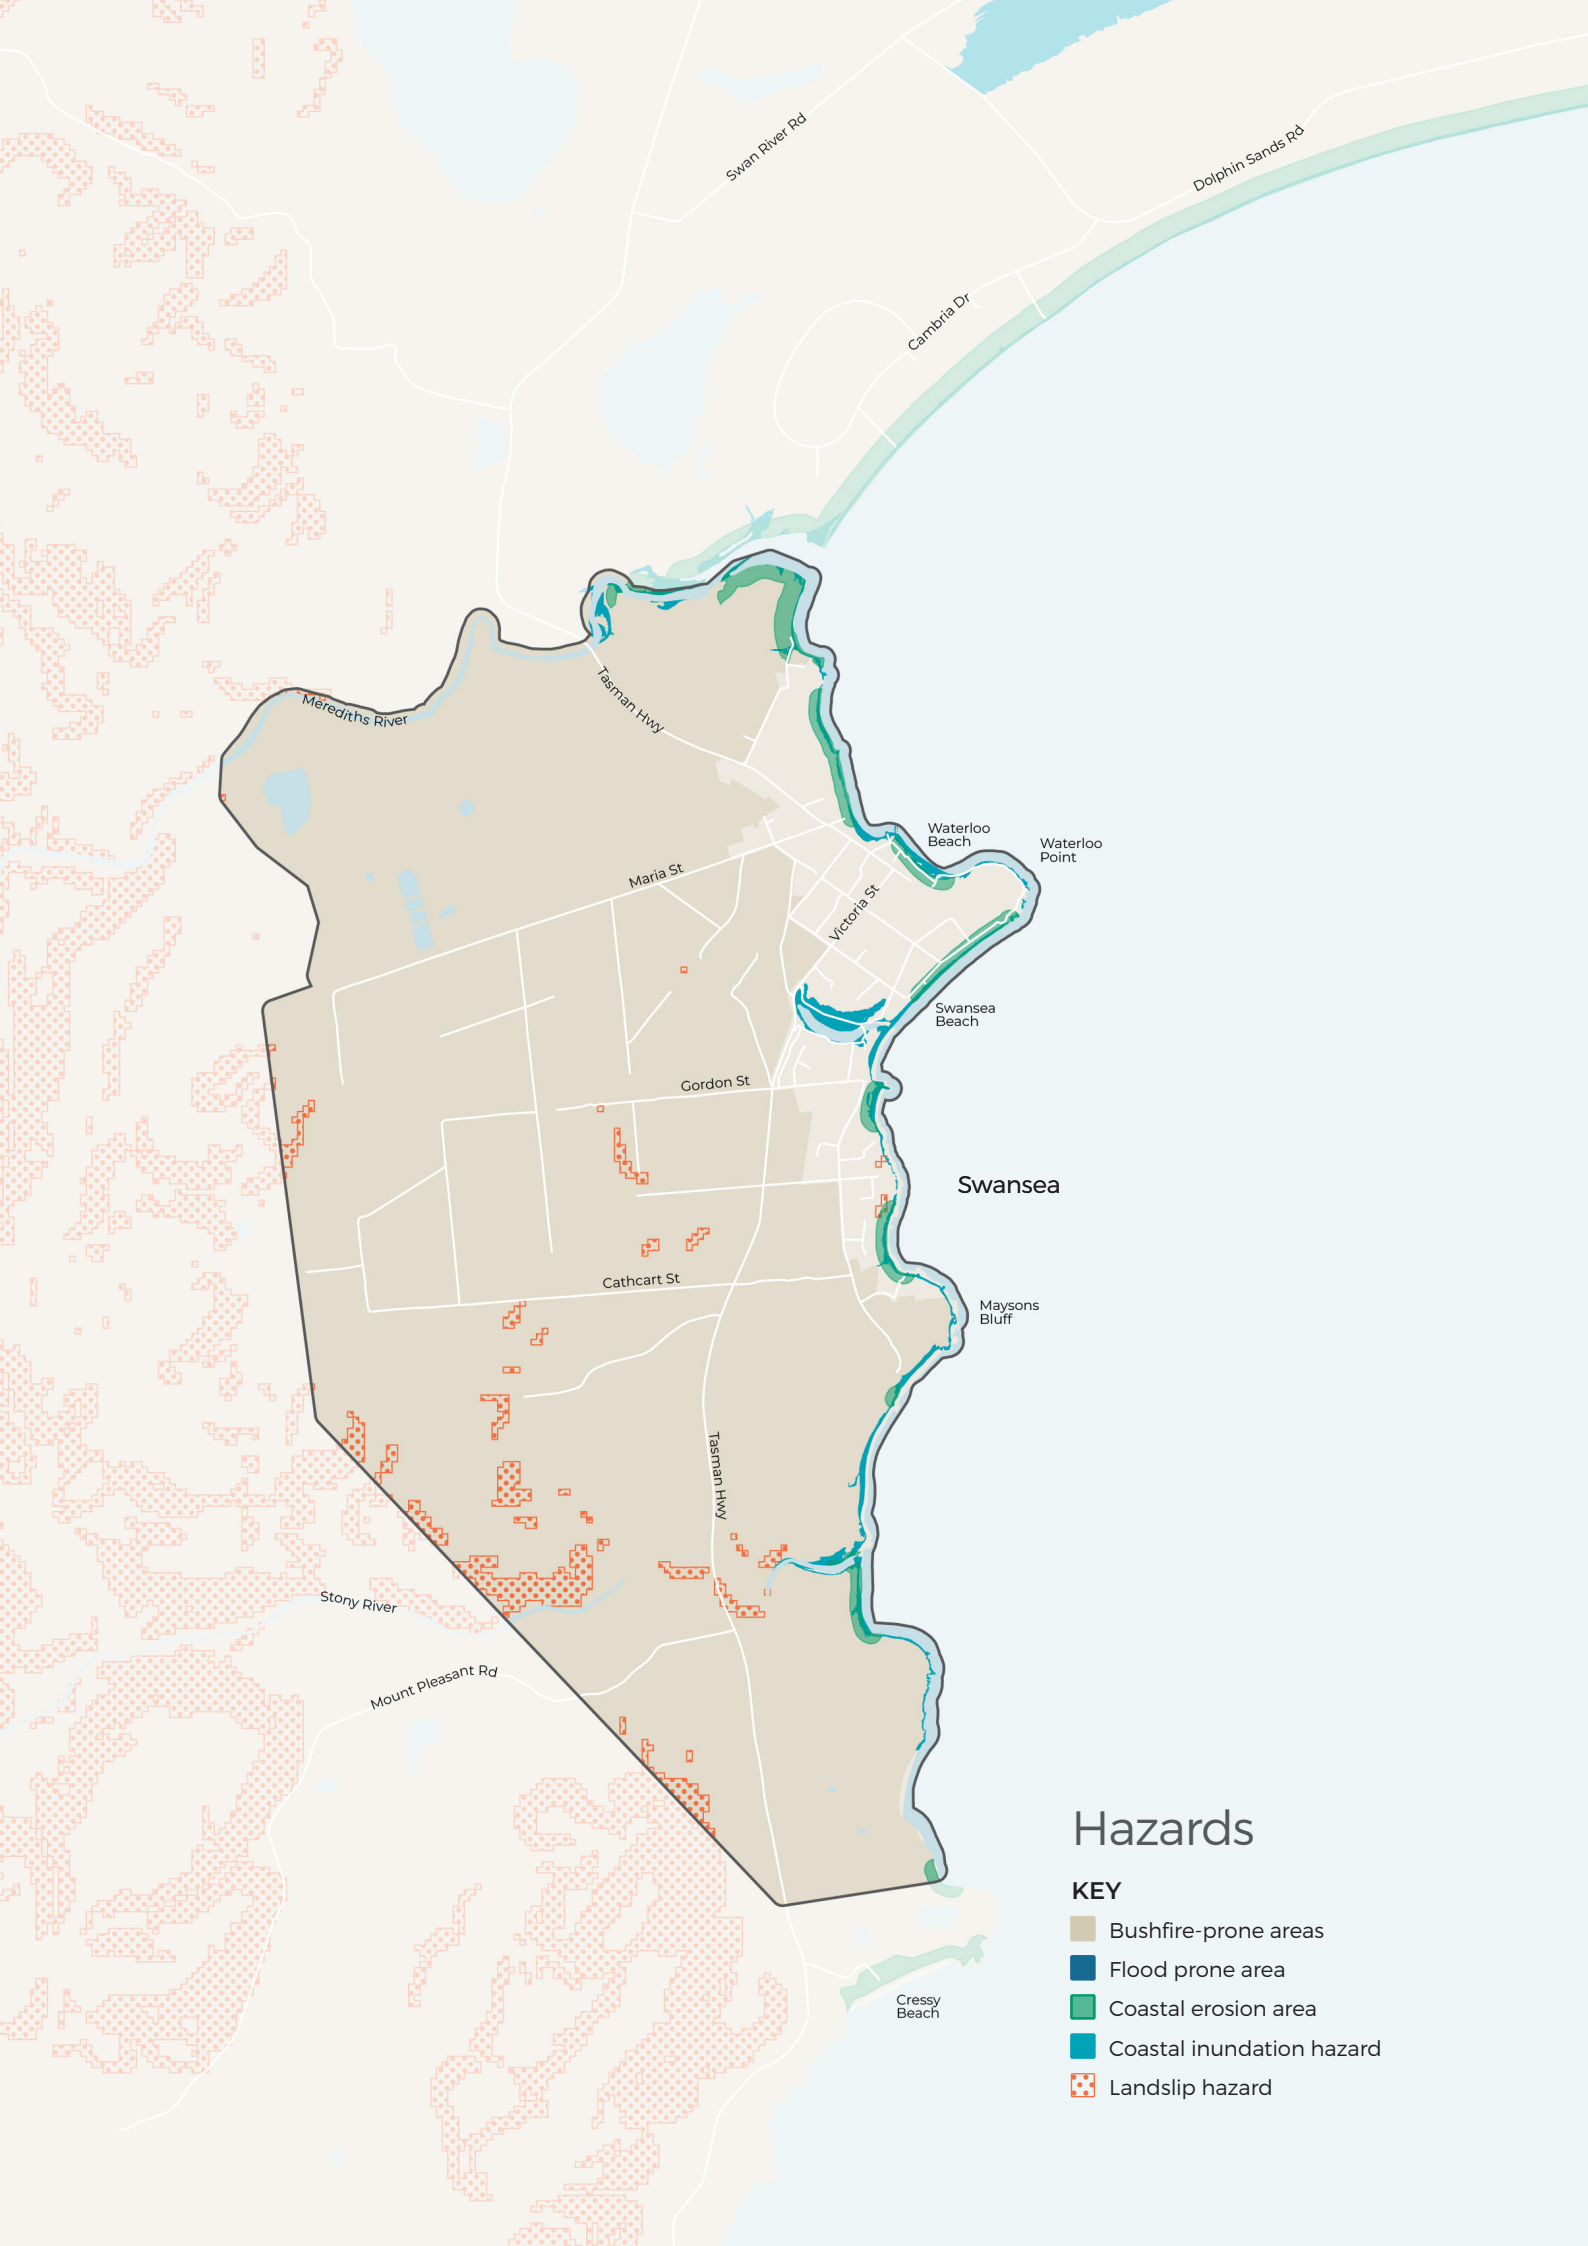 Swan River Rd
Dolphin Sands Rd
Cambria Dr
Tasman Hwy
Merediths River
Waterloo
Beach
Waterloo
Point
Maria St
Victoria St
Swansea
Beach
Gordon St
Swansea
Cathcart St
Maysons
Bluff
Tasman Hwy
Stony River
Mount Pleasant Rd
Cressy
Beach
Hazards
KEY
Bushfire-prone areas
Flood prone area
Coastal erosion area
Coastal inundation hazard
Landslip hazard